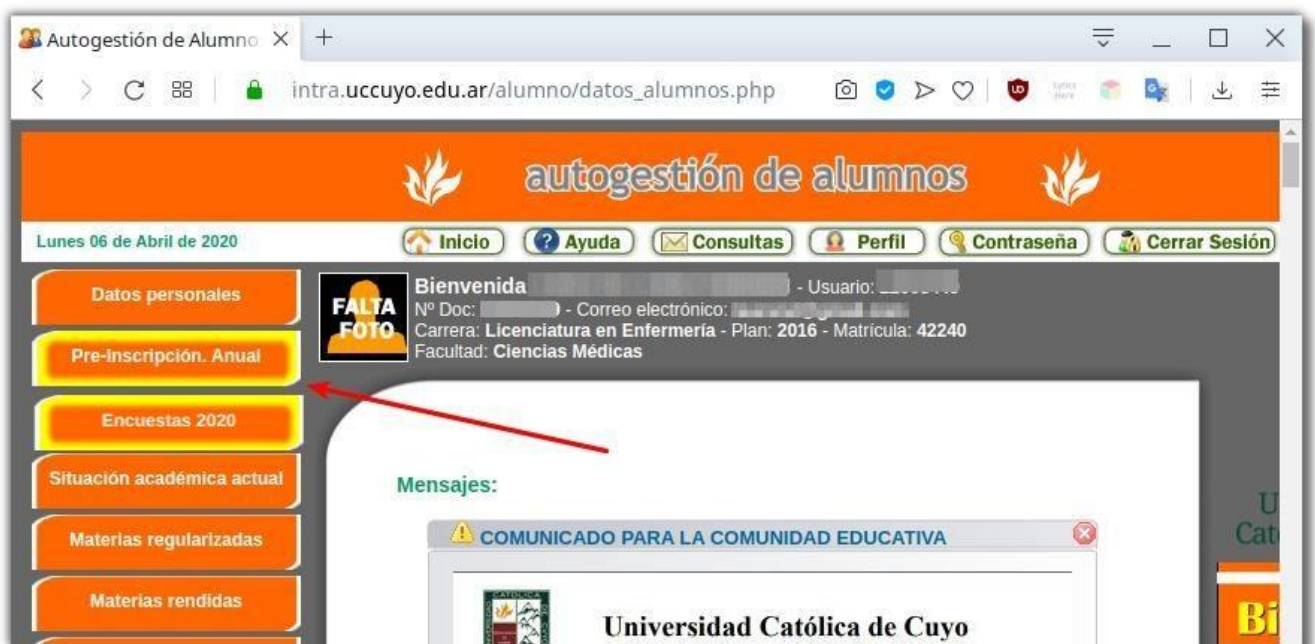 Autogestión de Alumno
intra.uccuyo.edu.ar/alumno/datos_alumnos.php
autogestión de alumnos
Lunes 06 de Abril de 2020
Inicio
Ayuda
Consultas
Perfil
Contraseña
Cerrar Sesión
Datos personales
Pre-Inscripción. Anual
Encuestas 2020
Situación académica actual
Materias regularizadas
Materias rendidas
FALTA
FOTO
Bienvenida - Usuario:
Nº Doc: - Correo electrónico:
Carrera: Licenciatura en Enfermería - Plan: 2016 - Matrícula: 42240
Facultad: Ciencias Médicas
Mensajes:
COMUNICADO PARA LA COMUNIDAD EDUCATIVA
Universidad Católica de Cuyo
U
Cat
Bi